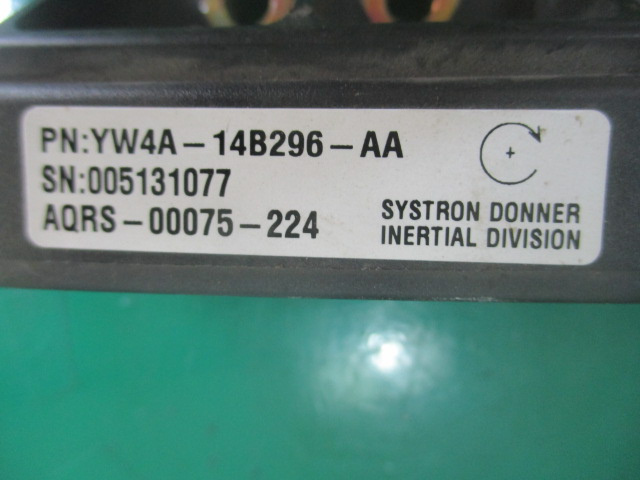 PN:YW4A-14B296-AA
SN:005131077
AQRS-00075-224
SYSTRON DONNER
INERTIAL DIVISION